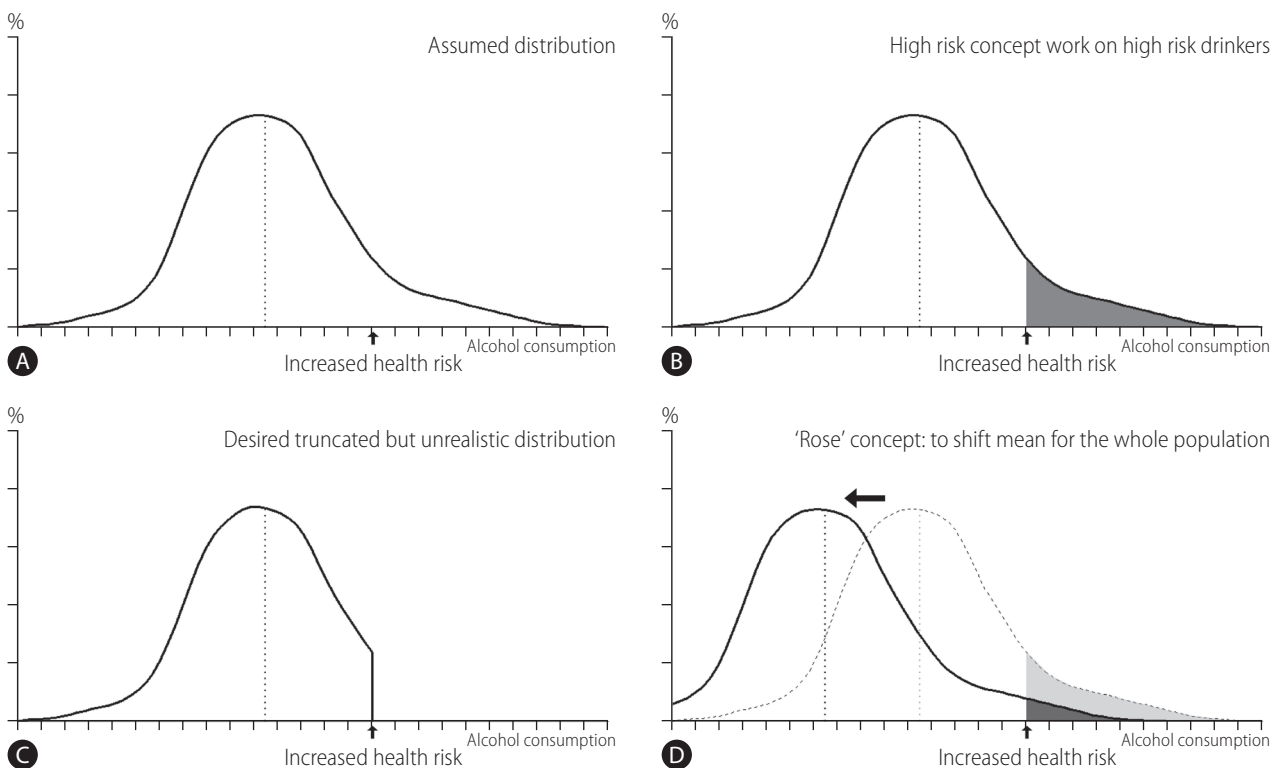 %
Assumed distribution
Alcohol consumption
Increased health risk
A
%
High risk concept work on high risk drinkers
Alcohol consumption
Increased health risk
B
%
Desired truncated but unrealistic distribution
Alcohol consumption
Increased health risk
C
%
'Rose' concept: to shift mean for the whole population
Alcohol consumption
Increased health risk
D